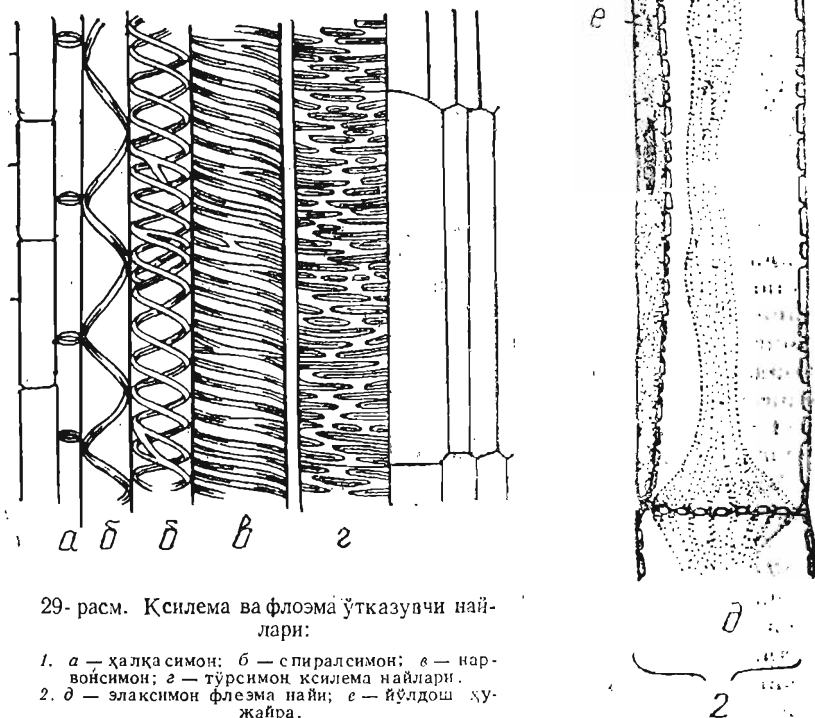 е
а б б в г
д
2
29- расм. Ксилема ва флоэма ўтказувчи най-
лари:
1. а — ҳалқасимон; б — спиралсимон; в — нар-
вонсимон; г — тўрсимон ксилема найлари.
2. д — элаксимон флеэма найи; е — йўлдош ҳу-
жайра.